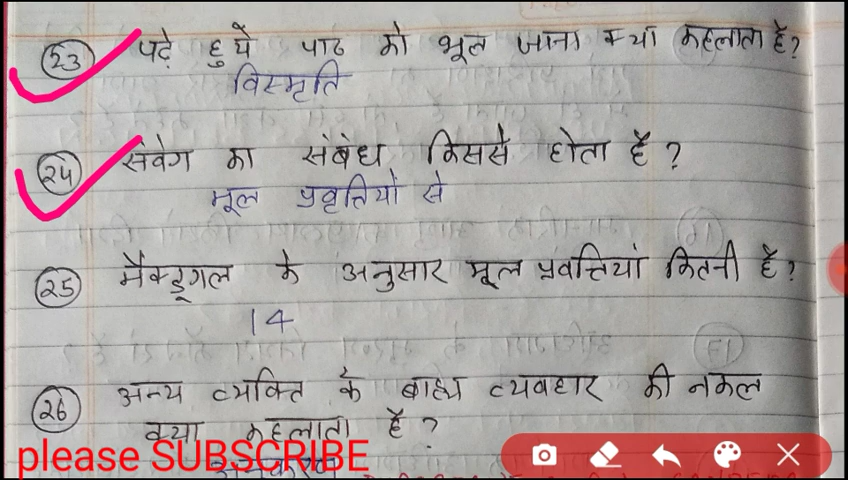 23 पढ़े हुये पाठ को भूल जाना क्या कहलाता है?
विस्मृति
24 संवेग का संबंध किससे होता है?
मूल प्रवृत्तियों से
25 मैक्डूगल के अनुसार मूल प्रवत्तियां कितनी है?
14
26 अन्य व्यक्ति के बाह्य व्यवहार की नकल
क्या कहलाता है?
please SUBSCRIBE